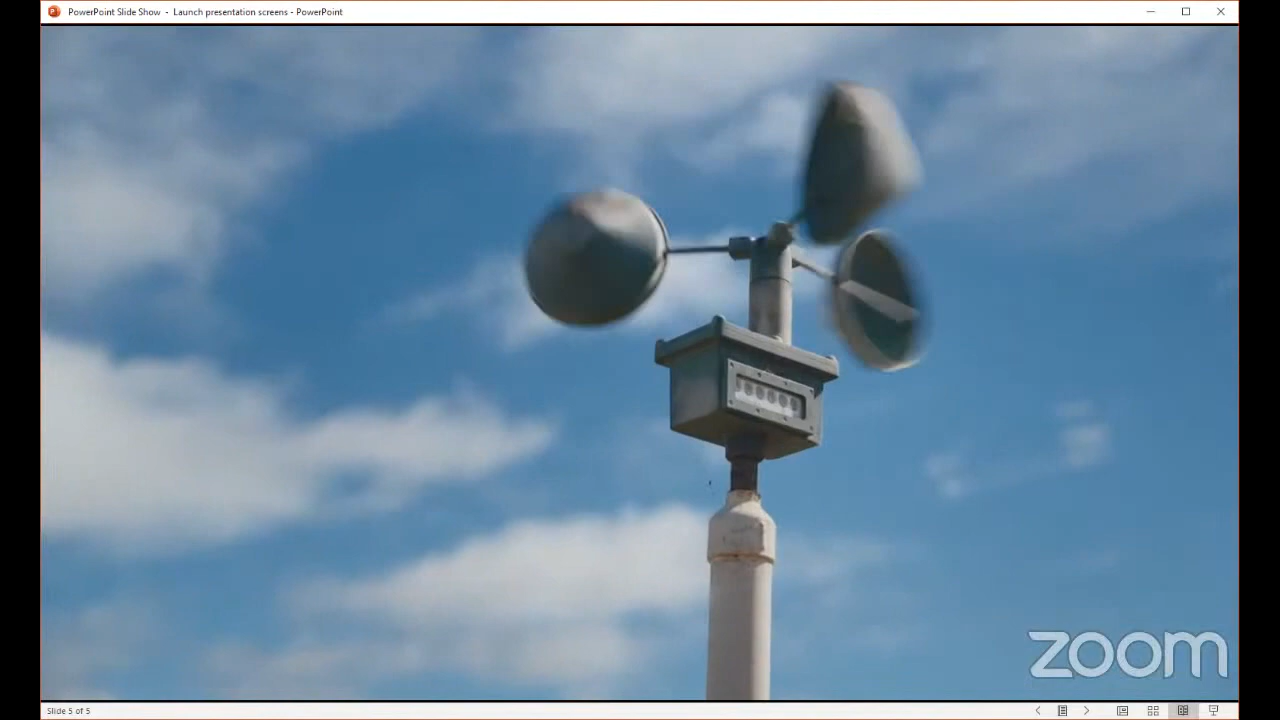 PowerPoint Slide Show - Launch presentation screens - PowerPoint
zoom
Slide 5 of 5